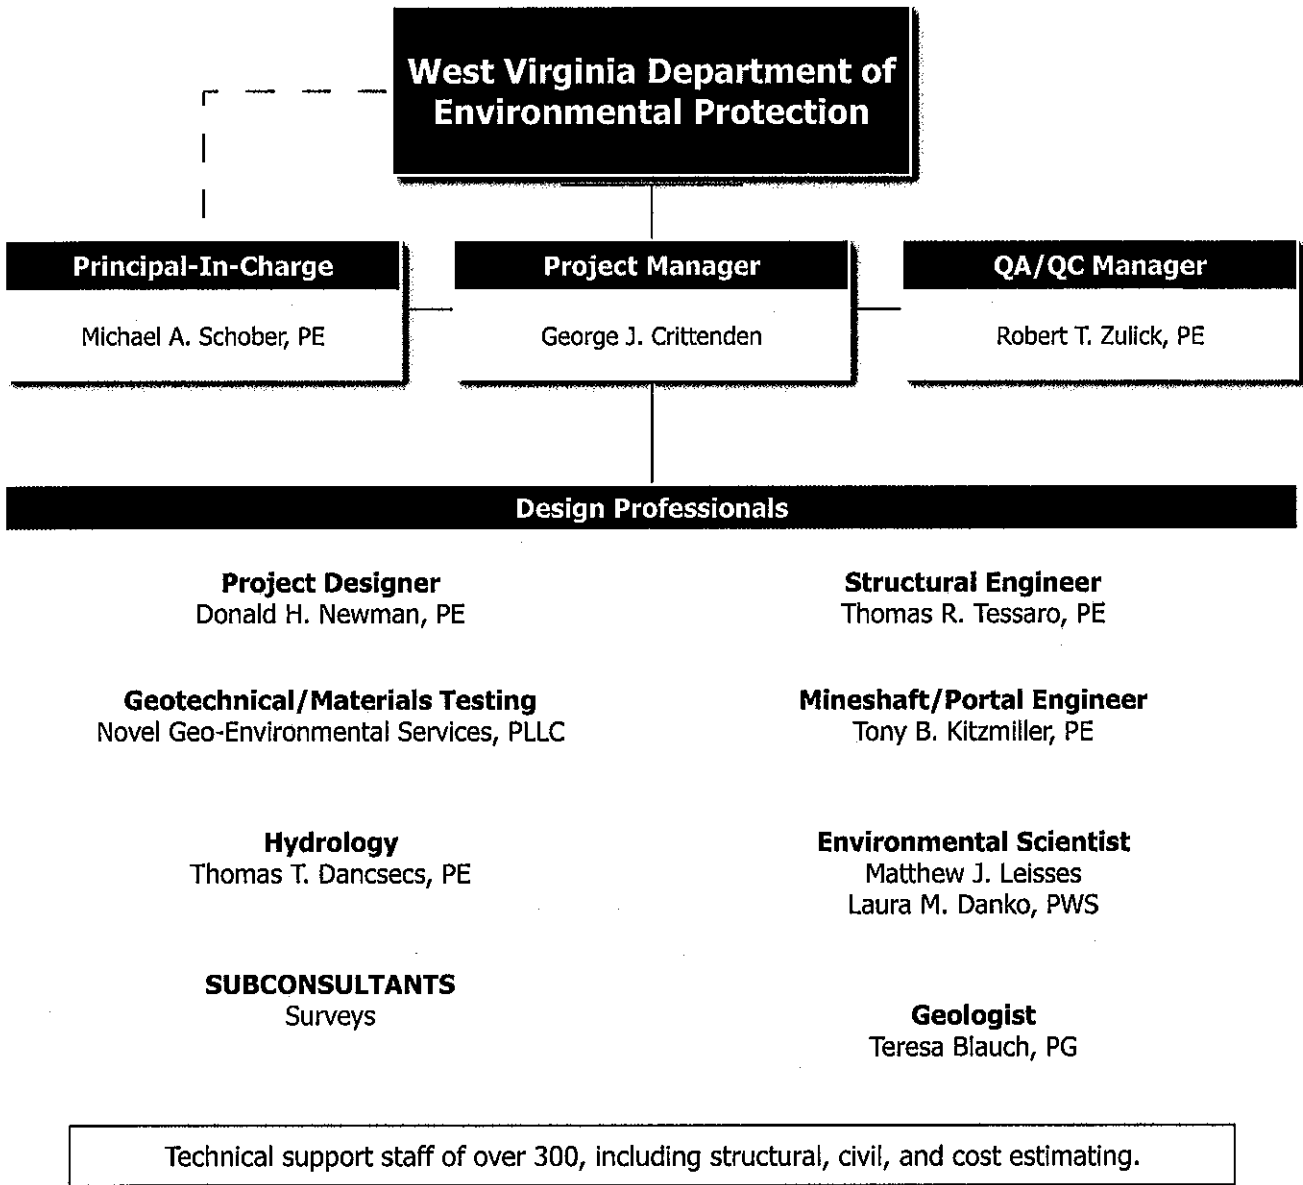 West Virginia Department of
Environmental Protection
Principal-In-Charge
Michael A. Schober, PE
Project Manager
George J. Crittenden
QA/QC Manager
Robert T. Zulick, PE
Design Professionals
Project Designer
Donald H. Newman, PE
Structural Engineer
Thomas R. Tessaro, PE
Geotechnical/Materials Testing
Novel Geo-Environmental Services, PLLC
Mineshaft/Portal Engineer
Tony B. Kitzmiller, PE
Hydrology
Thomas T. Dancsecs, PE
Environmental Scientist
Matthew J. Leisses
Laura M. Danko, PWS
SUBCONSULTANTS
Surveys
Geologist
Teresa Blauch, PG
Technical support staff of over 300, including structural, civil, and cost estimating.